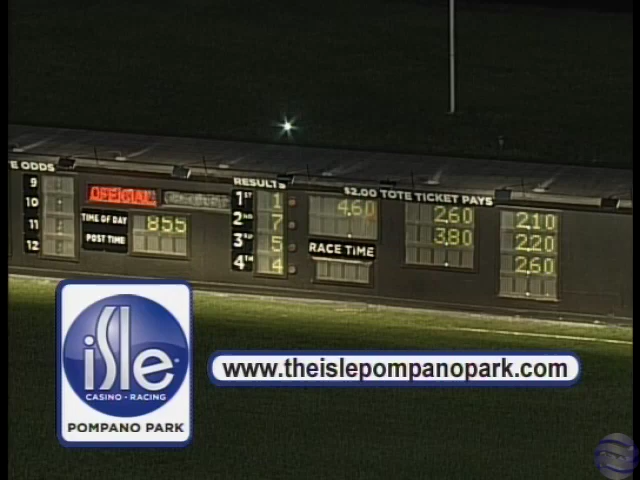 E ODDS
9
10
11
12
OFFICIAL
TIME OF DAY 8 55
POST TIME
RESULTS
1ST 1
2ND 7
3RD 5
4TH 4
$2.00 TOTE TICKET PAYS
4.60 2.60 2.10
3.80 2.20
2.60
RACE TIME
isle
CASINO • RACING
POMPANO PARK
www.theislepompanopark.com